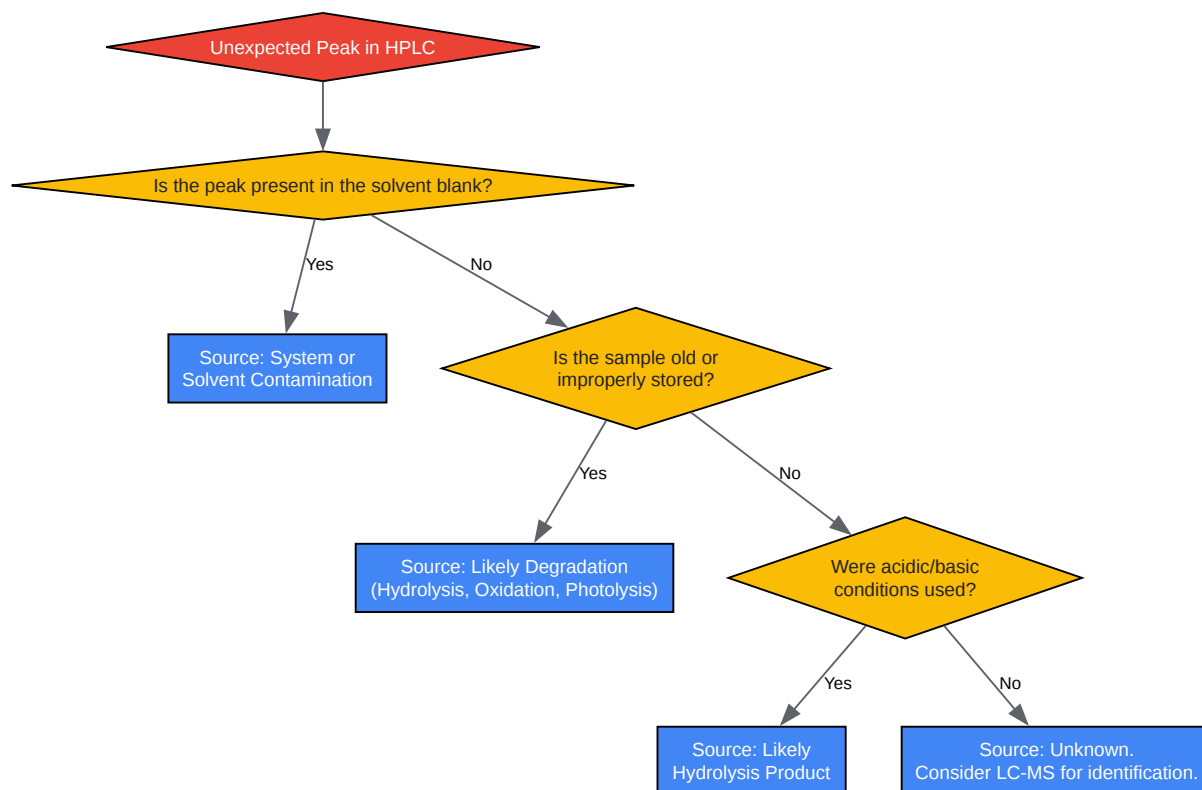 Unexpected Peak in HPLC
Is the peak present in the solvent blank?
Yes
No
Source: System or
Solvent Contamination
Is the sample old or
improperly stored?
Yes
No
Source: Likely Degradation
(Hydrolysis, Oxidation, Photolysis)
Were acidic/basic
conditions used?
Yes
No
Source: Likely
Hydrolysis Product
Source: Unknown.
Consider LC-MS for identification.